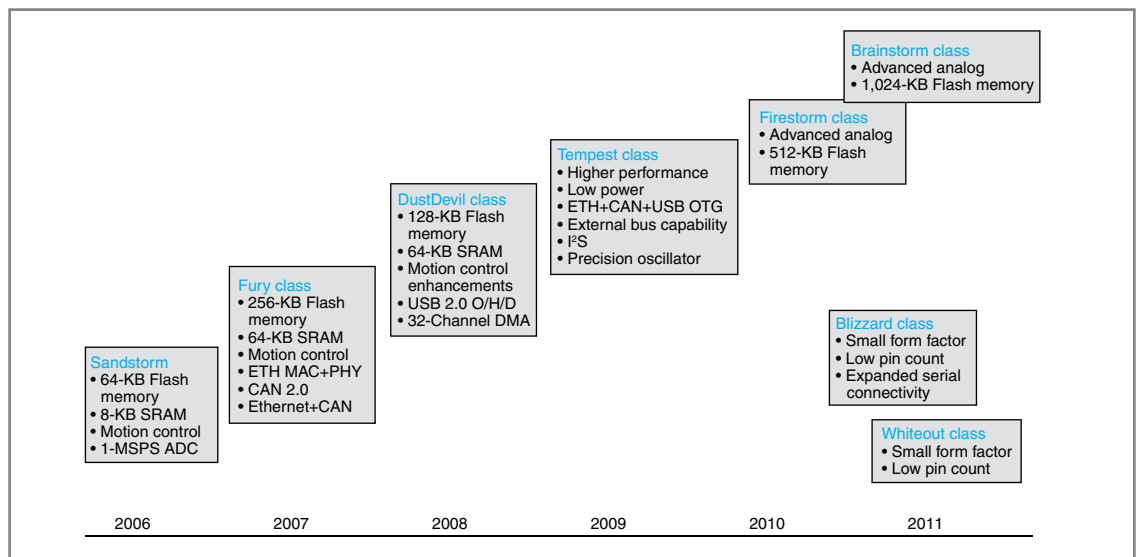 Sandstorm
• 64-KB Flash
memory
• 8-KB SRAM
• Motion control
• 1-MSPS ADC
Fury class
• 256-KB Flash
memory
• 64-KB SRAM
• Motion control
• ETH MAC+PHY
• CAN 2.0
• Ethernet+CAN
DustDevil class
• 128-KB Flash
memory
• 64-KB SRAM
• Motion control
enhancements
• USB 2.0 O/H/D
• 32-Channel DMA
Tempest class
• Higher performance
• Low power
• ETH+CAN+USB OTG
• External bus capability
• I²S
• Precision oscillator
Firestorm class
• Advanced analog
• 512-KB Flash
memory
Brainstorm class
• Advanced analog
• 1,024-KB Flash memory
Blizzard class
• Small form factor
• Low pin count
• Expanded serial
connectivity
Whiteout class
• Small form factor
• Low pin count
2006 2007 2008 2009 2010 2011